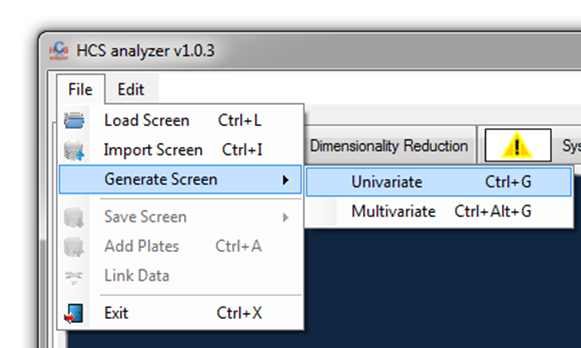 HCS analyzer v1.0.3
File Edit
Load Screen Ctrl+L
Import Screen Ctrl+I
Dimensionality Reduction
Generate Screen
Univariate Ctrl+G
Save Screen
Multivariate Ctrl+Alt+G
Add Plates Ctrl+A
Link Data
Exit Ctrl+X